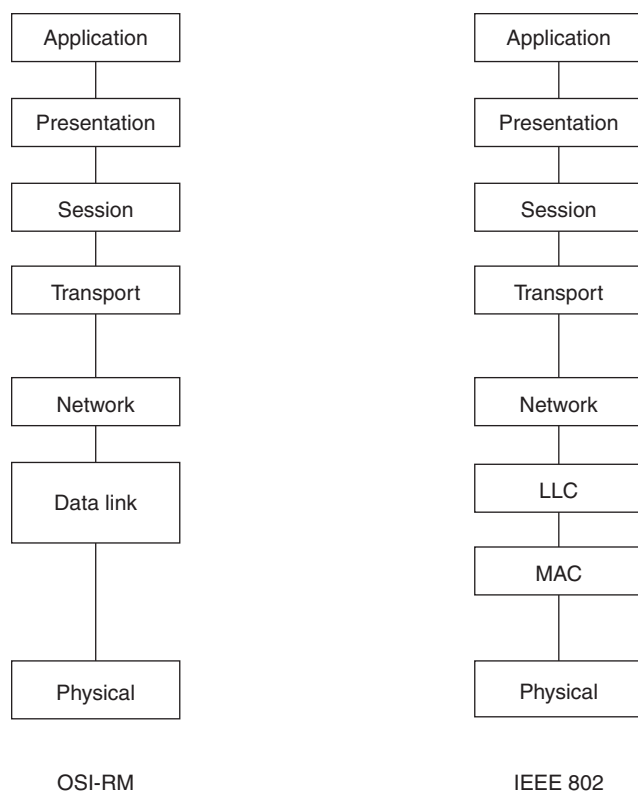 Application
Presentation
Session
Transport
Network
Data link
Physical
OSI-RM
Application
Presentation
Session
Transport
Network
LLC
MAC
Physical
IEEE 802